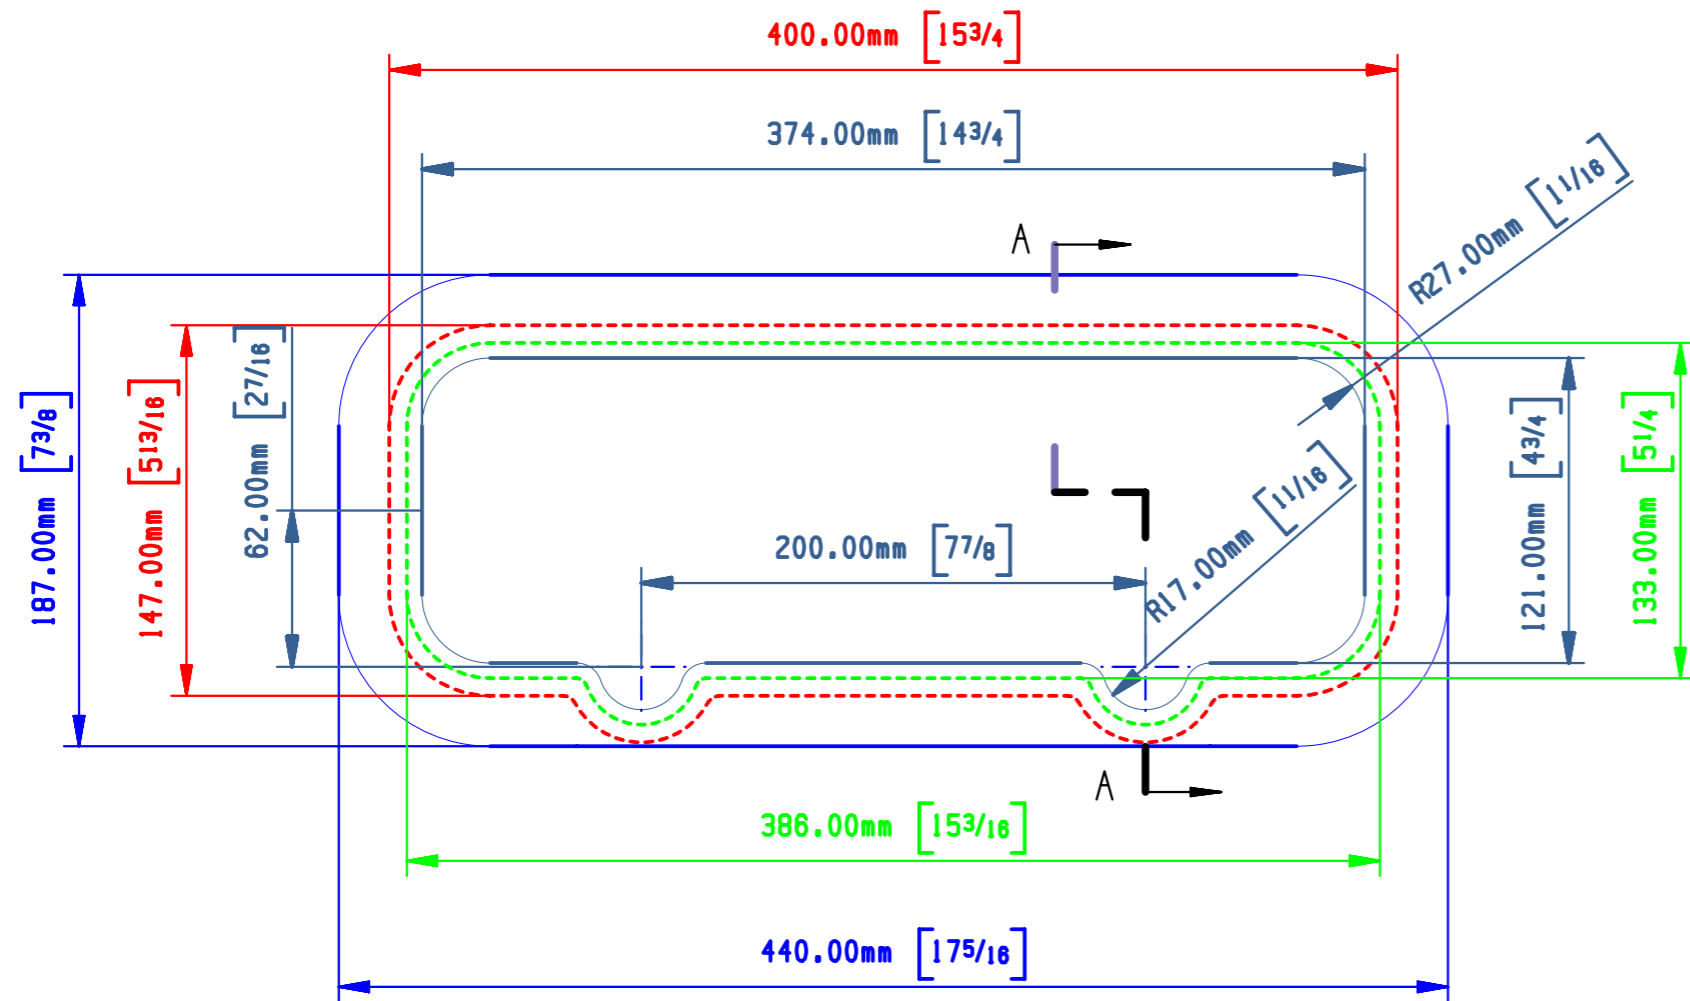 400.00mm [15 3/4]
374.00mm [14 3/4]
R27.00mm [1 1/16]
A
187.00mm [7 3/8]
147.00mm [5 13/16]
62.00mm [2 7/16]
200.00mm [7 7/8]
R17.00mm [11/16]
121.00mm [4 3/4]
133.00mm [5 1/4]
A
386.00mm [15 3/16]
440.00mm [17 5/16]